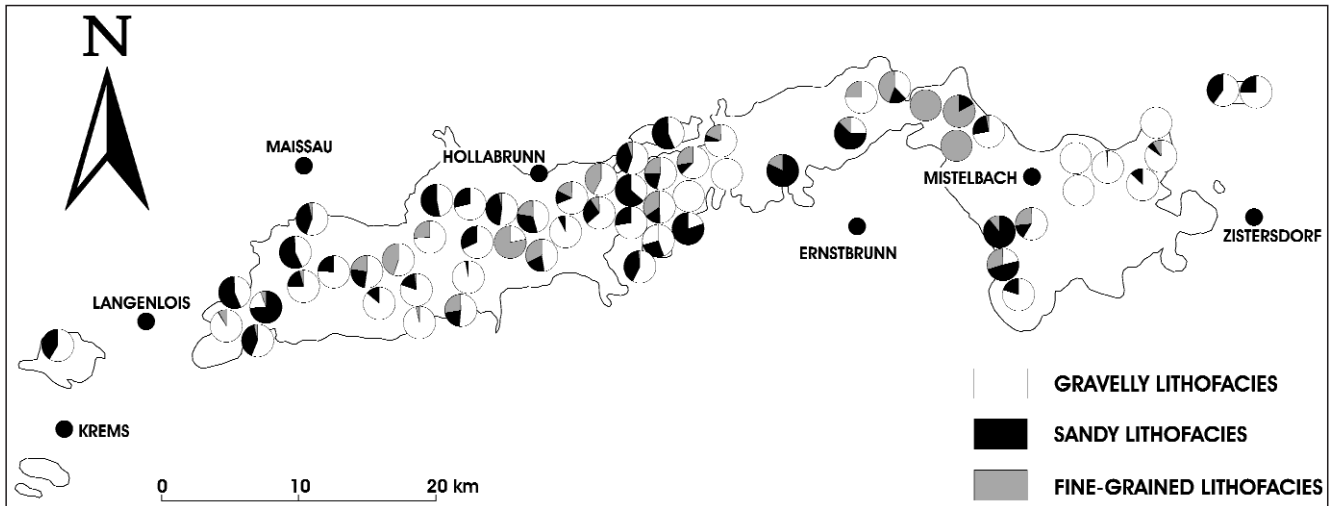 N
MAISSAU
HOLLABRUNN
MISTELBACH
ERNSTBRUNN
ZISTERSDORF
LANGENLOIS
KREMS
GRAVELLY LITHOFACIES
SANDY LITHOFACIES
FINE-GRAINED LITHOFACIES
0 10 20 km